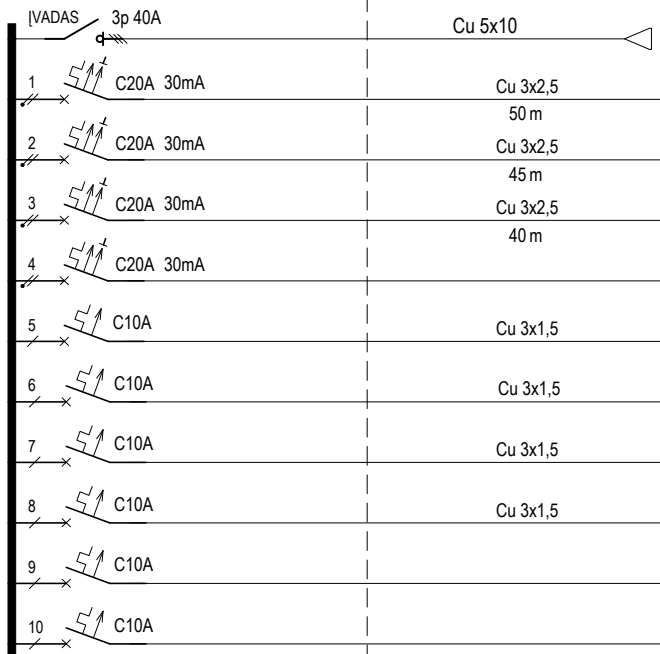 ĮVADAS 3p 40A Cu 5x10
1 C20A 30mA Cu 3x2,5
50 m
2 C20A 30mA Cu 3x2,5
45 m
3 C20A 30mA Cu 3x2,5
40 m
4 C20A 30mA
5 C10A Cu 3x1,5
6 C10A Cu 3x1,5
7 C10A Cu 3x1,5
8 C10A Cu 3x1,5
9 C10A
10 C10A